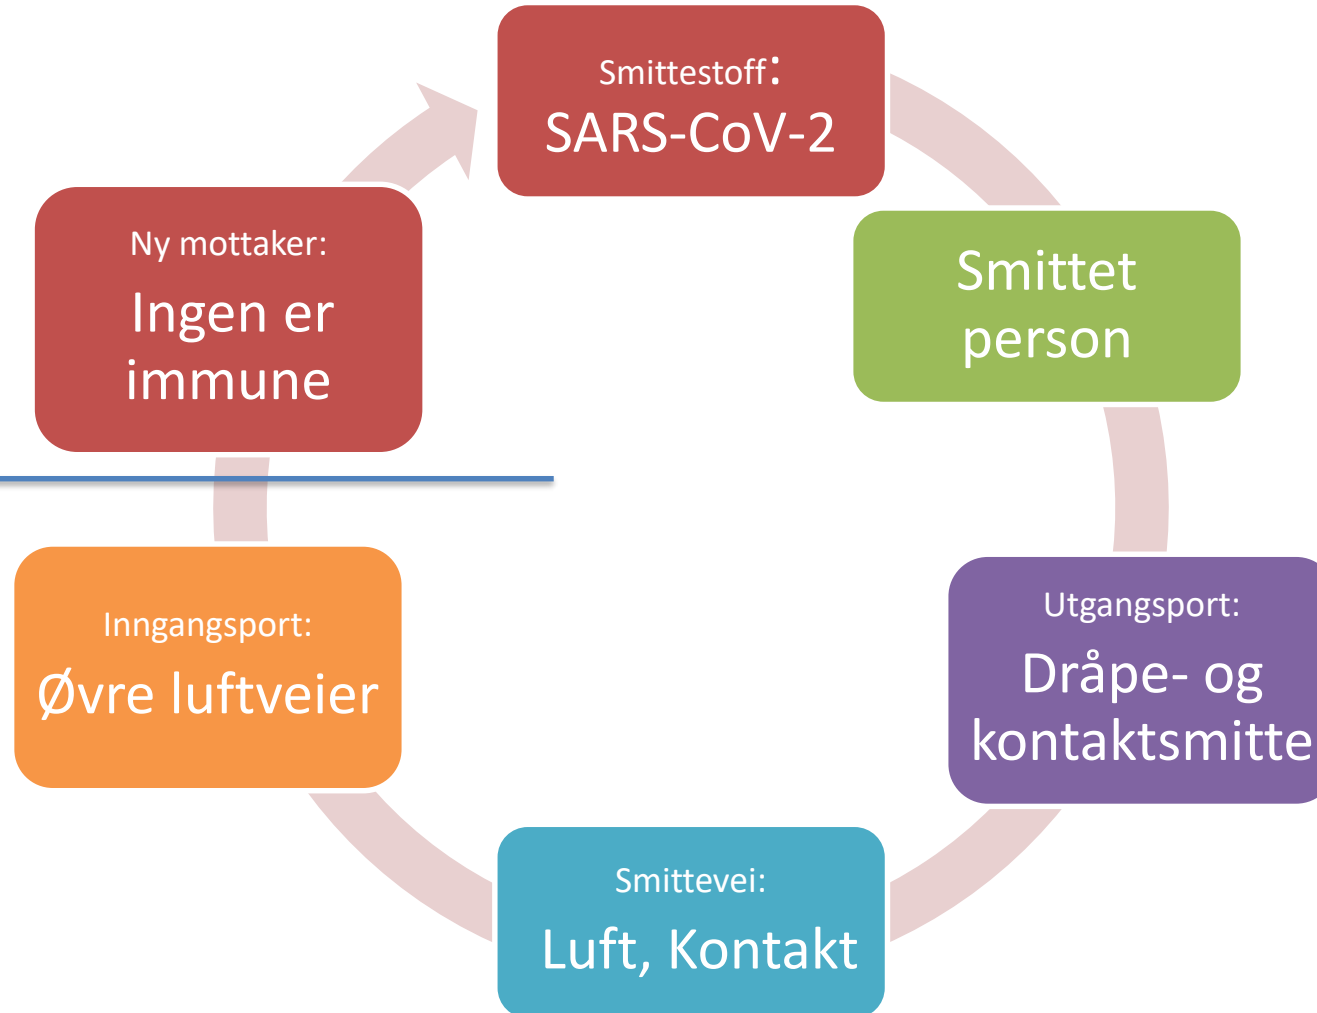 Smittestoff:
SARS-CoV-2
Smittet
person
Utgangsport:
Dråpe- og
kontaktsmitte
Smittevei:
Luft, Kontakt
Inngangsport:
Øvre luftveier
Ny mottaker:
Ingen er
immune